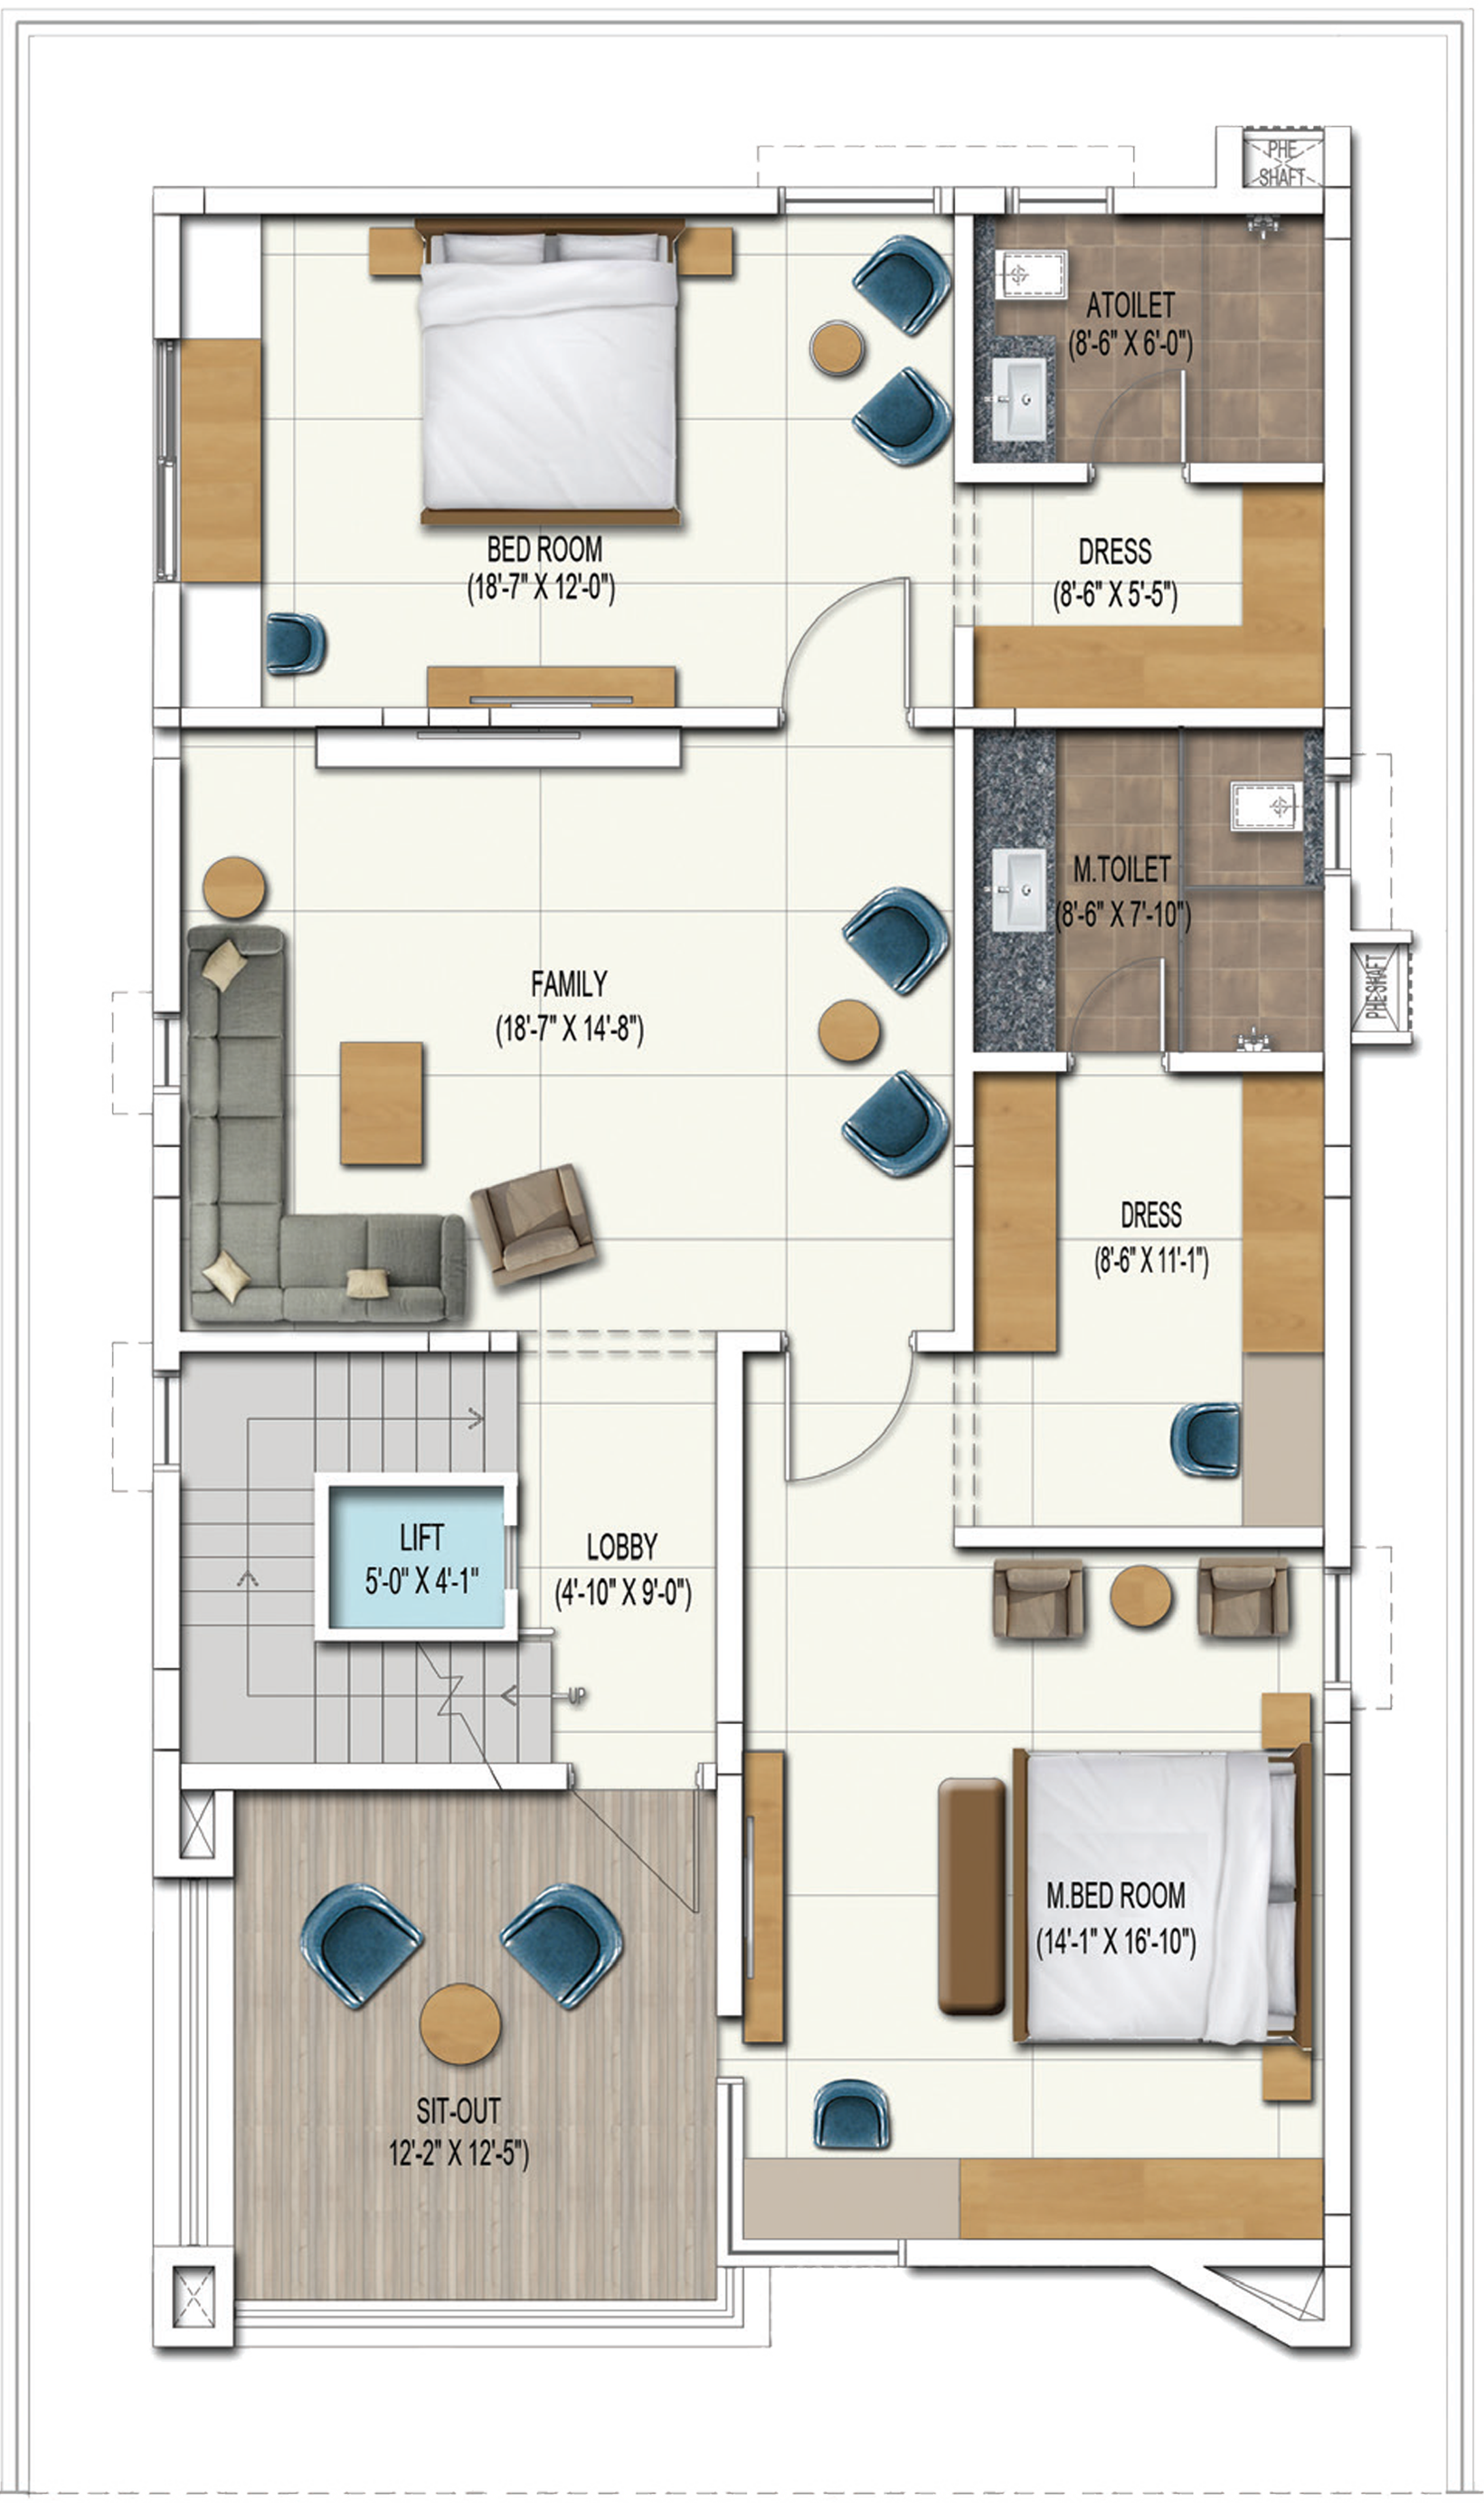 PHE
SHAFT
ATOILET
(8'-6" X 6'-0")
BED ROOM
(18'-7" X 12'-0")
DRESS
(8'-6" X 5'-5")
M.TOILET
(8'-6" X 7'-10")
FAMILY
(18'-7" X 14'-8")
PHE SHAFT
DRESS
(8'-6" X 11'-1")
LIFT
5'-0" X 4'-1"
LOBBY
(4'-10" X 9'-0")
UP
M.BED ROOM
(14'-1" X 16'-10")
SIT-OUT
12'-2" X 12'-5")